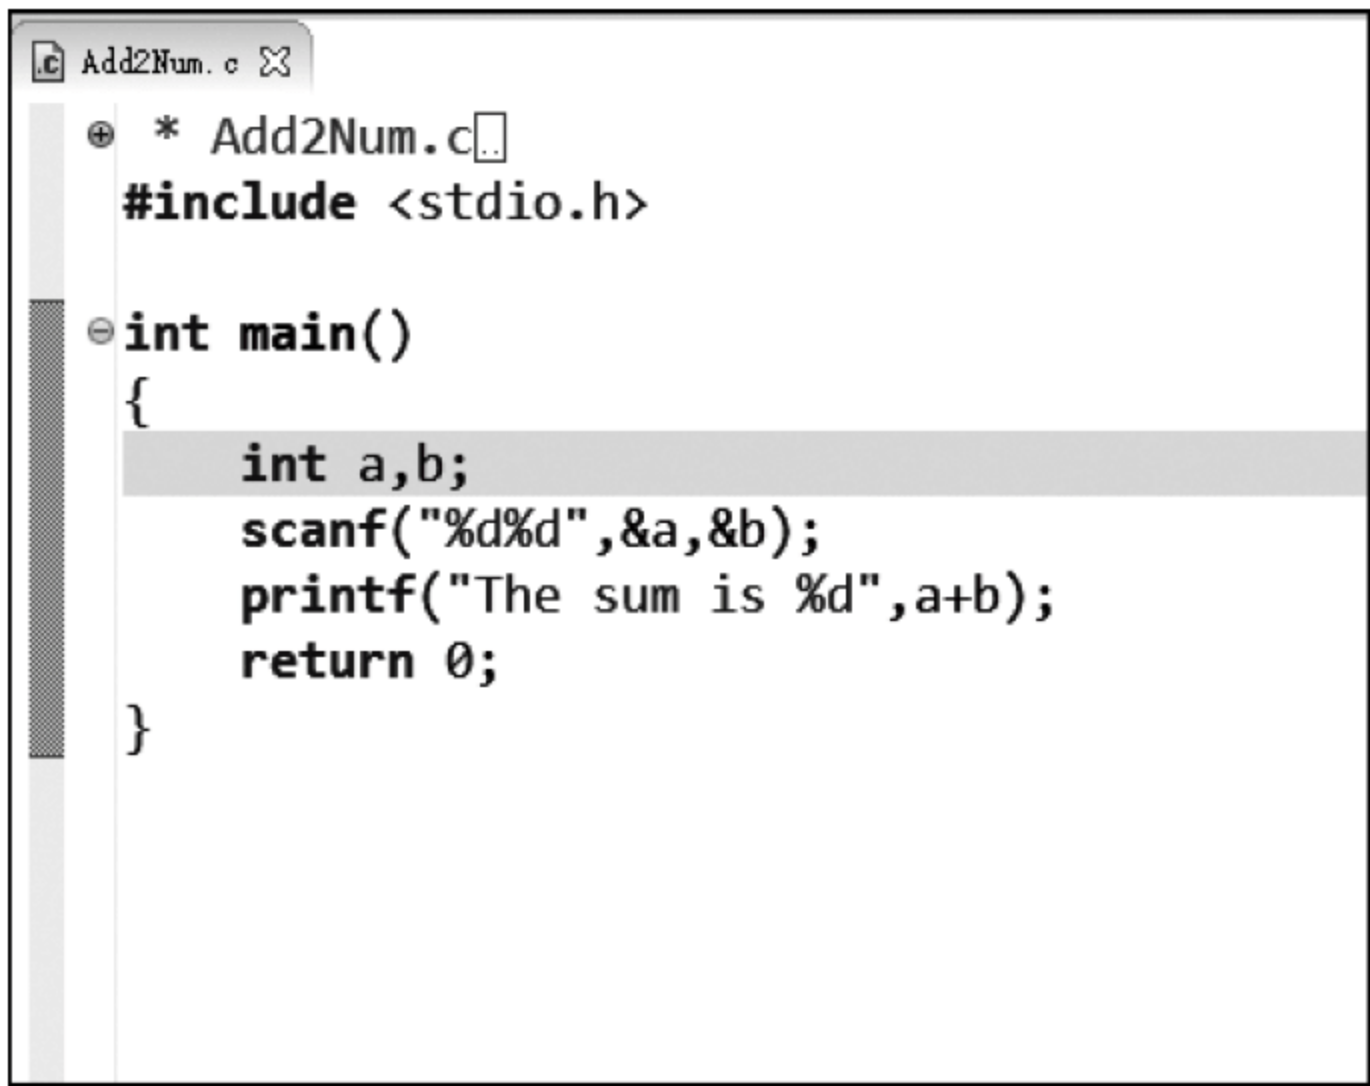 Add2Num.c
* Add2Num.c
#include <stdio.h>
int main()
{
    int a,b;
    scanf("%d%d",&a,&b);
    printf("The sum is %d",a+b);
    return 0;
}